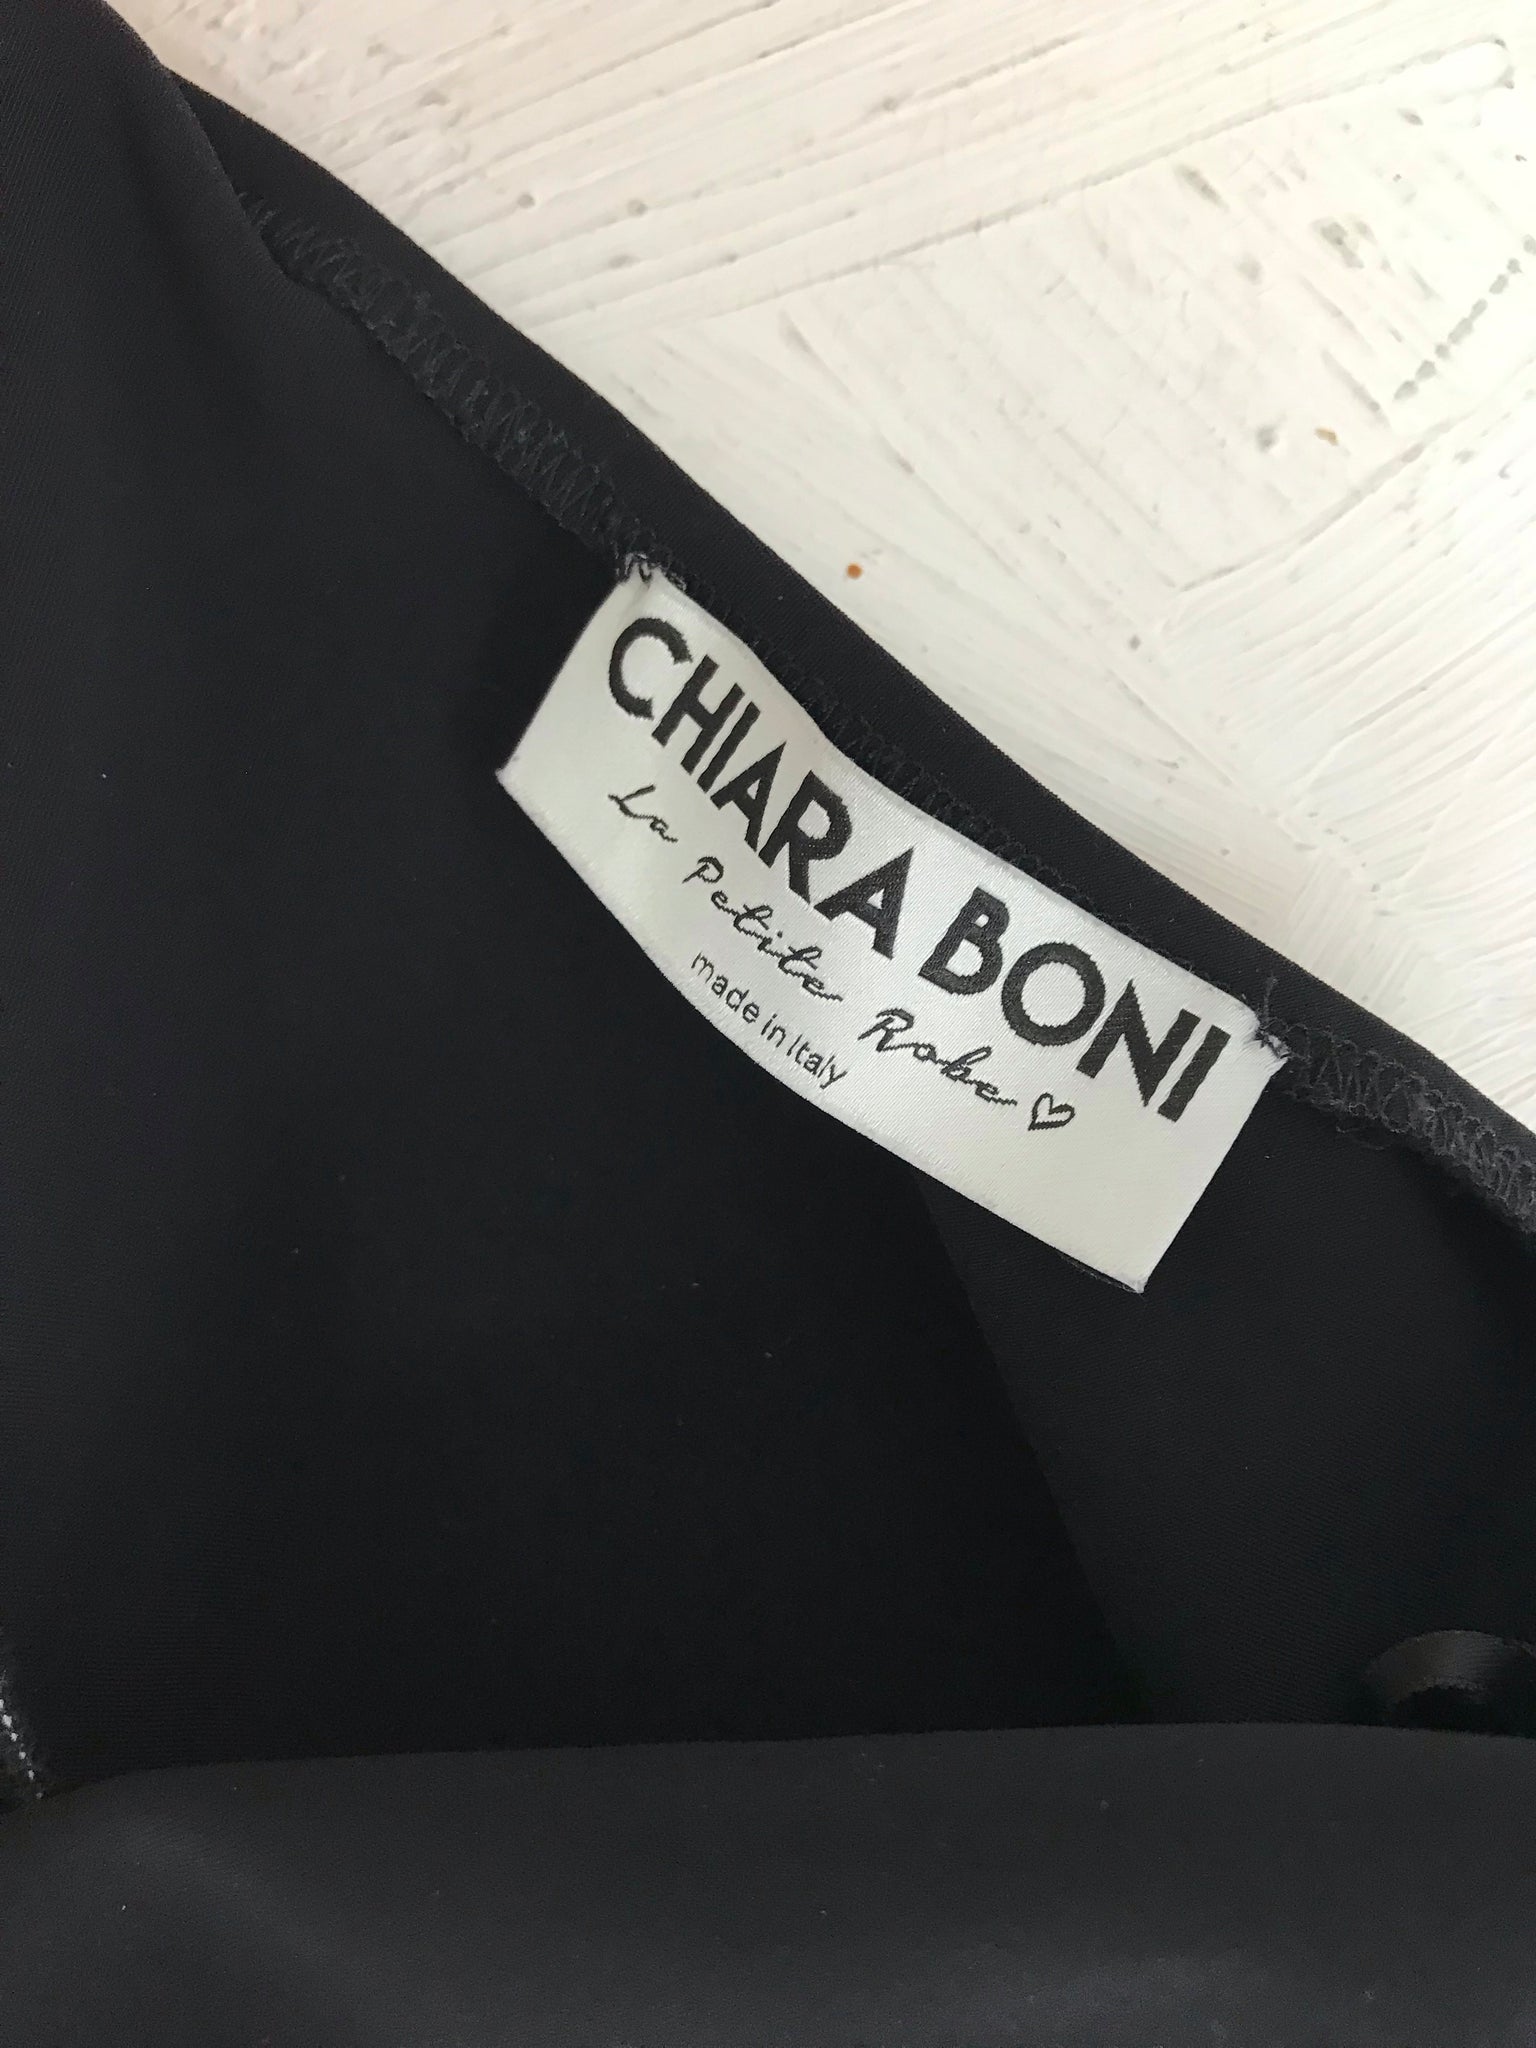 CHIARA BONI
La Petite Robe ♡
made in Italy